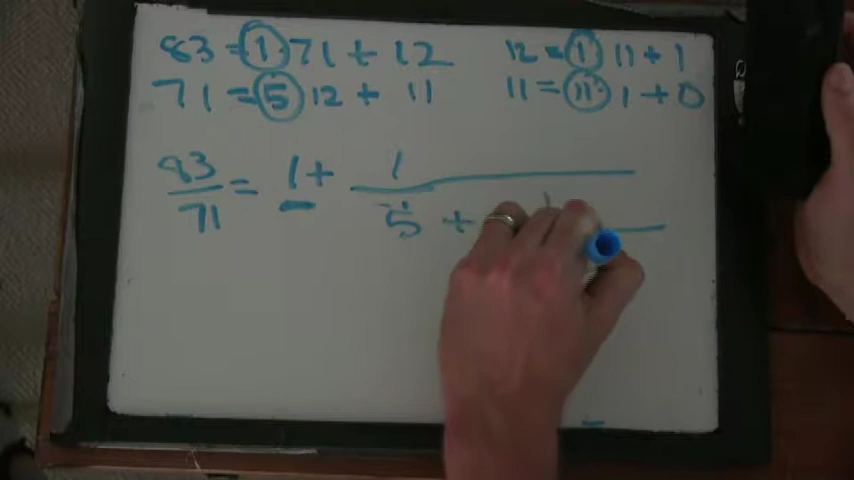 83 = 1 71 + 12
71 = 5 12 + 11
12 = 1 11 + 1
11 = 11 1 + 0
83/71 = 1 + 1/(5 + 1/